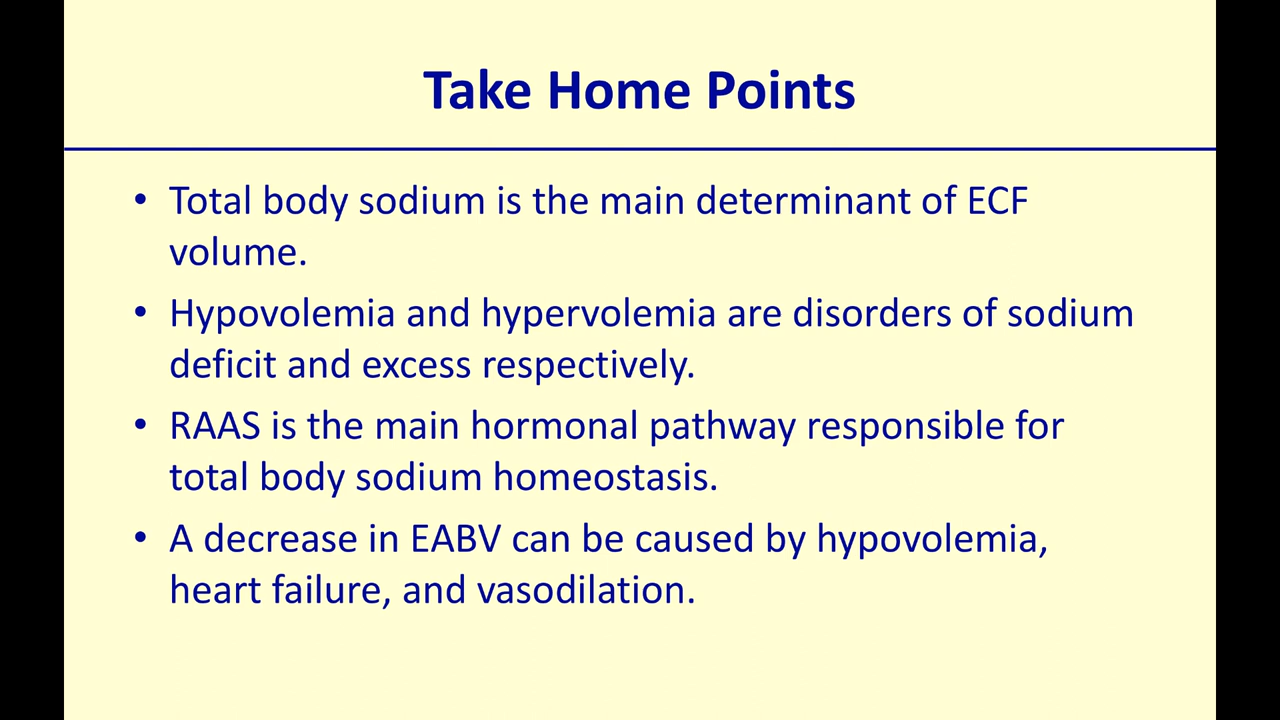 Take Home Points
• Total body sodium is the main determinant of ECF
volume.
• Hypovolemia and hypervolemia are disorders of sodium
deficit and excess respectively.
• RAAS is the main hormonal pathway responsible for
total body sodium homeostasis.
• A decrease in EABV can be caused by hypovolemia,
heart failure, and vasodilation.